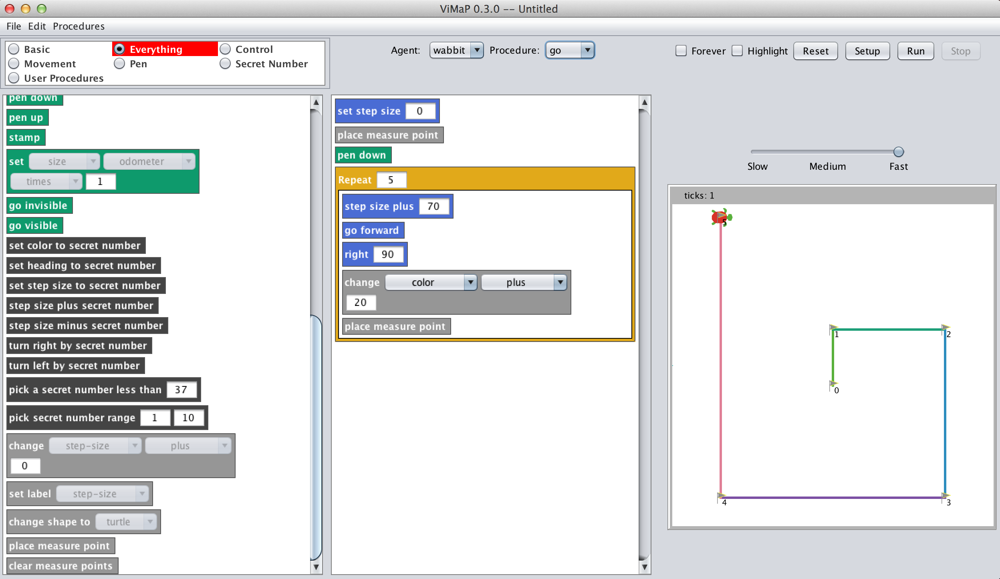 ViMaP 0.3.0 -- Untitled
File Edit Procedures
Basic Everything Control
Movement Pen Secret Number
User Procedures
Agent: wabbit Procedure: go
Forever Highlight Reset Setup Run Stop
pen down
pen up
stamp
set size odometer
times 1
go invisible
go visible
set color to secret number
set heading to secret number
set step size to secret number
step size plus secret number
step size minus secret number
turn right by secret number
turn left by secret number
pick a secret number less than 37
pick secret number range 1 10
change step-size plus
0
set label step-size
change shape to turtle
place measure point
clear measure points
set step size 0
place measure point
pen down
Repeat 5
step size plus 70
go forward
right 90
change color plus
20
place measure point
Slow Medium Fast
ticks: 1
5
1 2
0
4 3